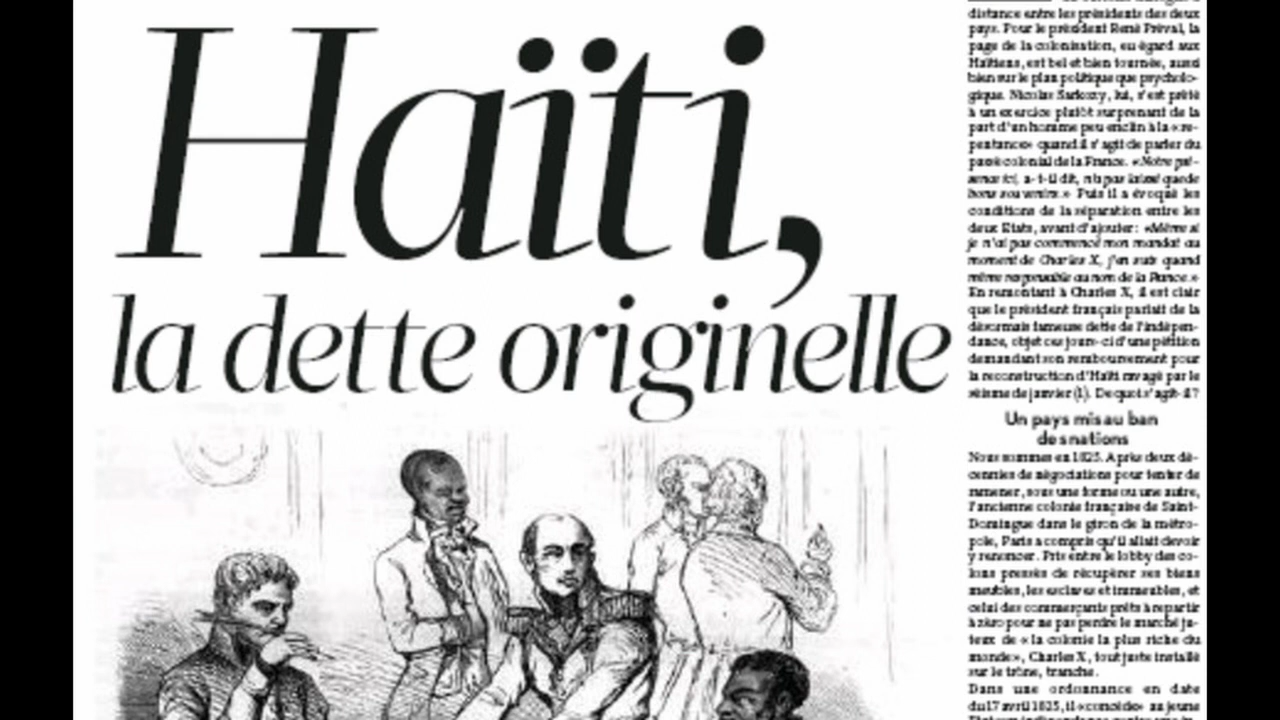 Haïti,
la dette originelle
distance entre les présidents des deux
pays. Pour le président René Préval, la
page de la colonisation, eu égard aux
Haïtiens, est bel et bien tournée, aussi
bien sur le plan politique que psycholo-
gique. Nicolas Sarkozy, lui, s'est prêté
à un exercice plutôt surprenant de la
part d'un homme peu enclin à la «re-
pentance» quand il s'agit de parler du
passé colonial de la France. «Notre pré-
sence ici, a-t-il dit, n'a pas laissé que de
bons souvenirs.» Puis il a évoqué les
conditions de la séparation entre les
deux Etats, avant d'ajouter: «Même si
je n'ai pas commencé mon mandat au
moment de Charles X, j'en suis quand
même responsable au nom de la France.»
En remontant à Charles X, il est clair
que le président français parlait de la
désormais fameuse dette de l'indépen-
dance, objet ces jours-ci d'une pétition
demandant son remboursement pour
la reconstruction d'Haïti ravagé par le
séisme de janvier (1). De quoi s'agit-il?
Un pays mis au ban
des nations
Nous sommes en 1825. Après deux dé-
cennies de négociations pour tenter de
ramener, sous une forme ou une autre,
l'ancienne colonie française de Saint-
Domingue dans le giron de la métro-
pole, Paris a compris qu'il allait devoir
y renoncer. Pris entre le lobby des co-
lons pressés de récupérer ses biens
meubles, les esclaves et immeubles, et
celui des commerçants prêts à repartir
à zéro pour ne pas perdre le marché ju-
teux de «la colonie la plus riche du
monde», Charles X, tout juste installé
sur le trône, tranche.
Dans une ordonnance en date
du 17 avril 1825, il «concède» au jeune